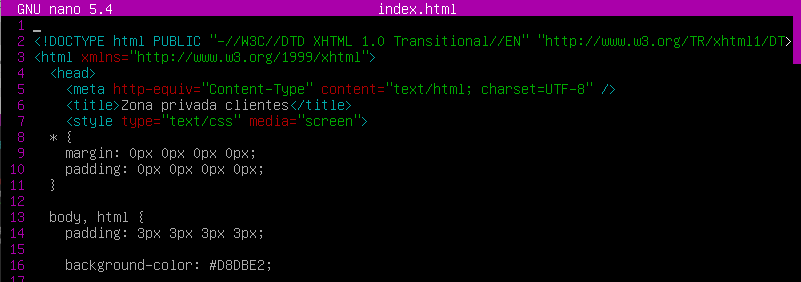 GNU nano 5.4 index.html
1
2 <!DOCTYPE html PUBLIC "-//W3C//DTD XHTML 1.0 Transitional//EN" "http://www.w3.org/TR/xhtml1/DT>
3 <html xmlns="http://www.w3.org/1999/xhtml">
4 <head>
5 <meta http-equiv="Content-Type" content="text/html; charset=UTF-8" />
6 <title>Zona privada clientes</title>
7 <style type="text/css" media="screen">
8 * {
9 margin: 0px 0px 0px 0px;
10 padding: 0px 0px 0px 0px;
11 }
12
13 body, html {
14 padding: 3px 3px 3px 3px;
15
16 background-color: #D8DBE2;
17